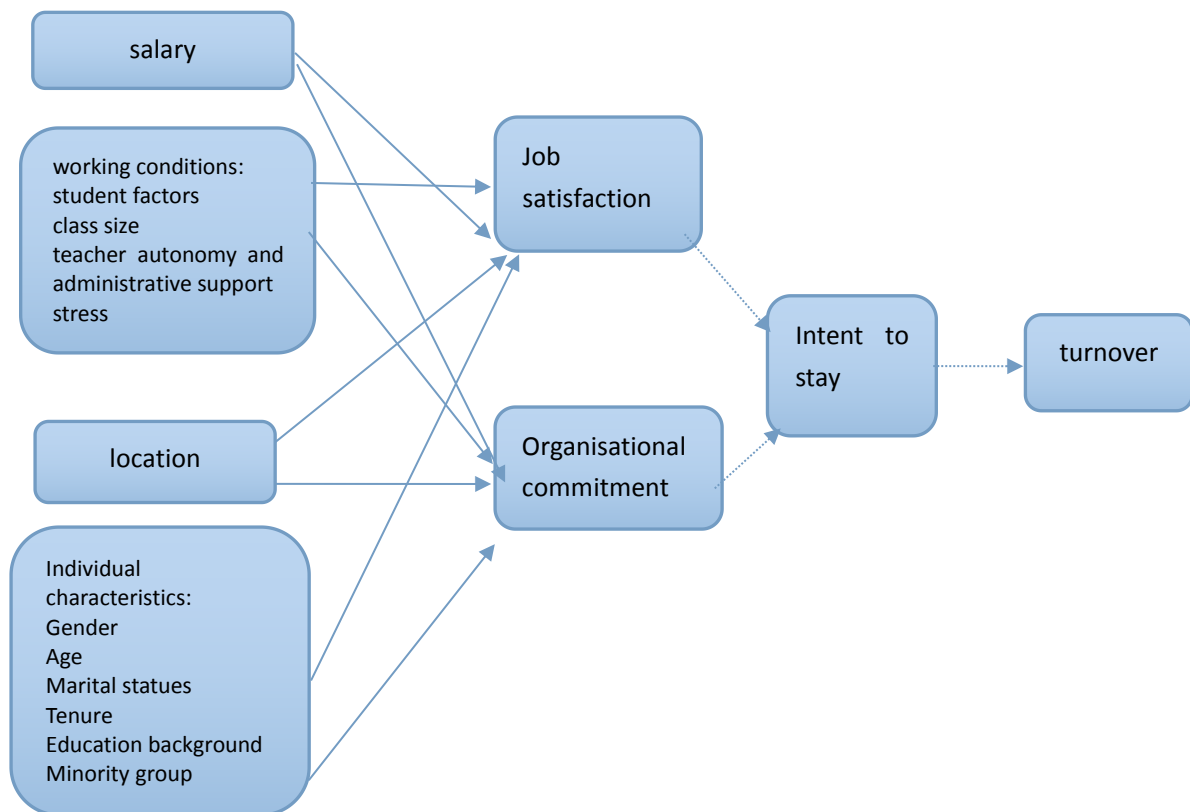 salary
working conditions:
student factors
class size
teacher autonomy and
administrative support
stress
location
Individual
characteristics:
Gender
Age
Marital statues
Tenure
Education background
Minority group
Job
satisfaction
Organisational
commitment
Intent to
stay
turnover